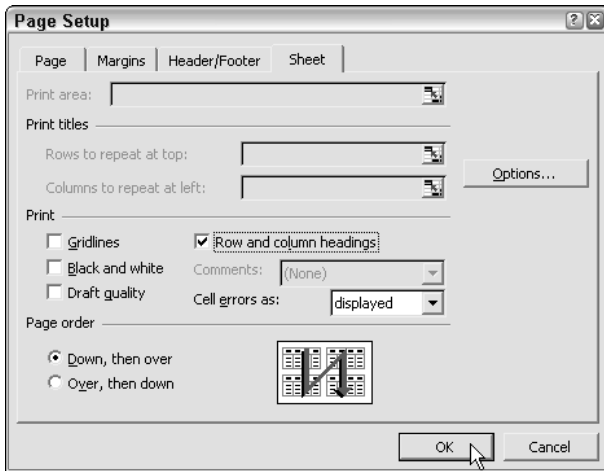 Page Setup
Page Margins Header/Footer Sheet
Print area:
Print titles
Rows to repeat at top:
Columns to repeat at left:
Options...
Print
Gridlines Row and column headings
Black and white Comments: (None)
Draft quality Cell errors as: displayed
Page order
Down, then over
Over, then down
OK Cancel